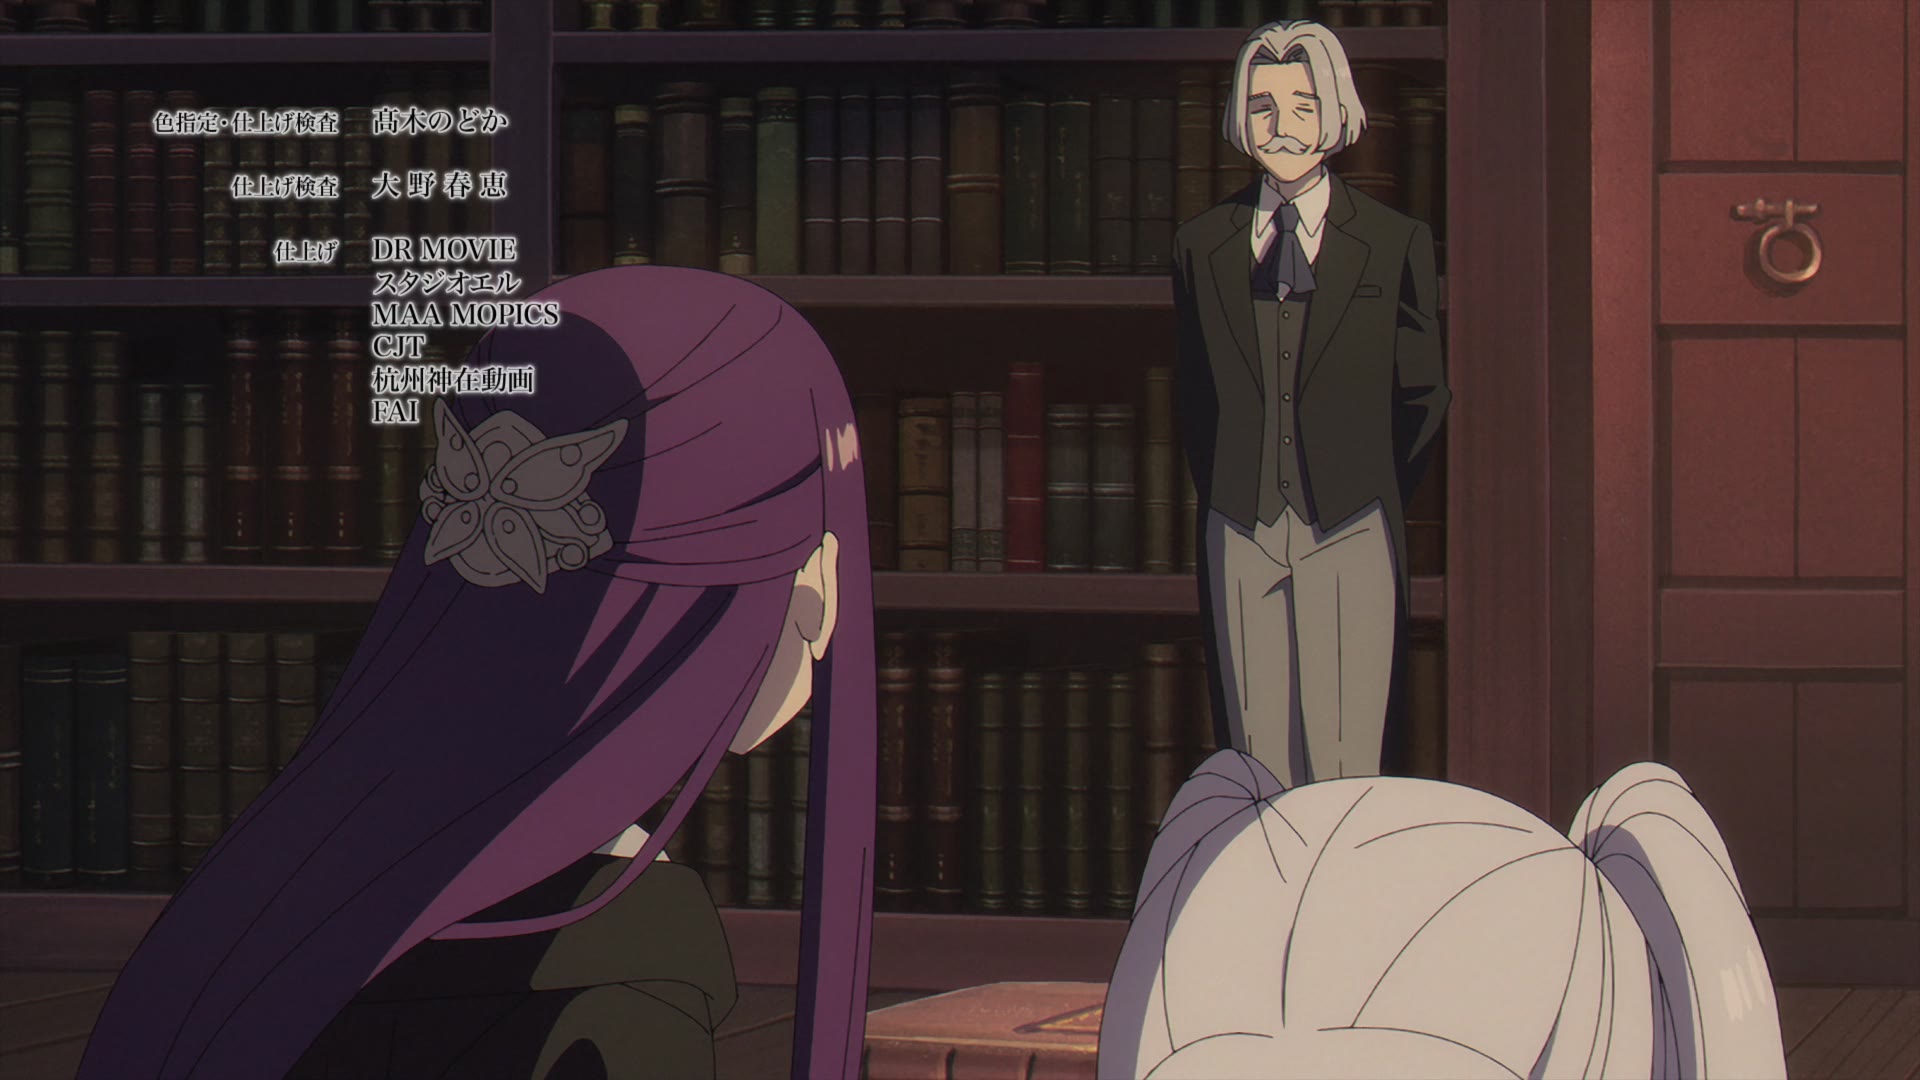 色指定・仕上げ検査 髙木のどか
仕上げ検査 大野春恵
仕上げ DR MOVIE
スタジオエル
MAA MOPICS
CJT
杭州神在動画
FAI